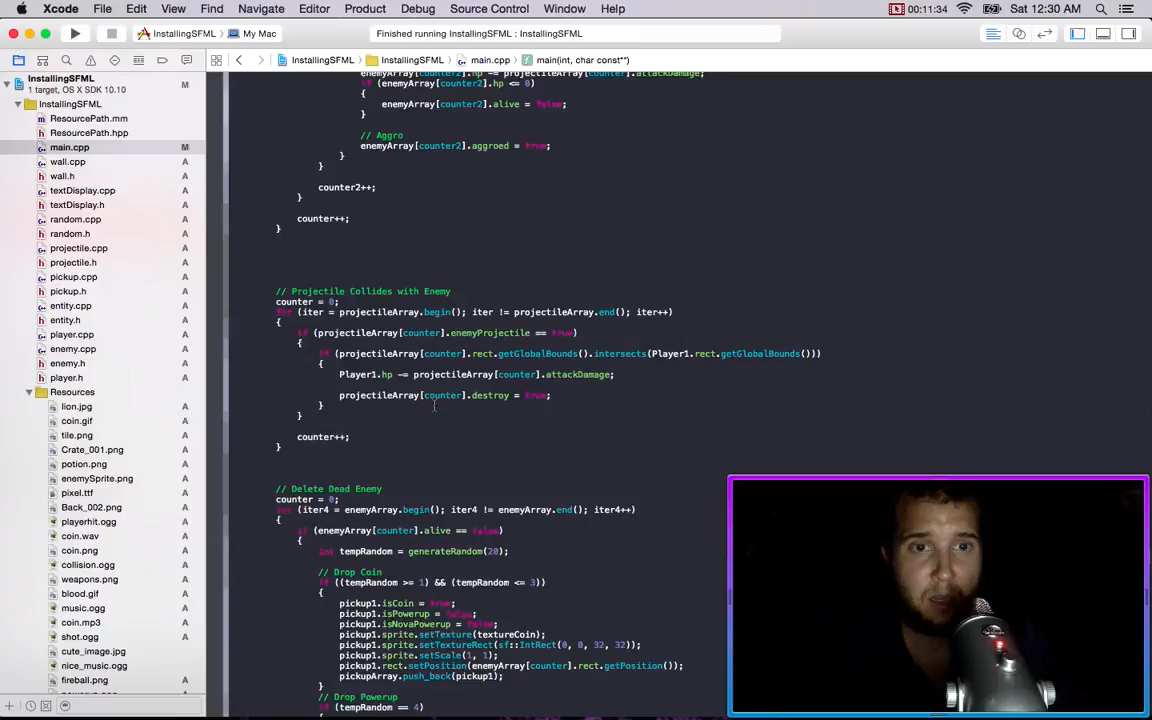 Xcode File Edit View Find Navigate Editor Product Debug Source Control Window Help 00:11:34 Sat 12:30 AM
InstallingSFML My Mac Finished running InstallingSFML : InstallingSFML
InstallingSFML InstallingSFML main.cpp main(int, char const**)
InstallingSFML M
1 target, OS X SDK 10.10
InstallingSFML
ResourcePath.mm
ResourcePath.hpp
main.cpp M
wall.cpp A
wall.h A
textDisplay.cpp A
textDisplay.h A
random.cpp A
random.h A
projectile.cpp A
projectile.h A
pickup.cpp A
pickup.h A
entity.cpp A
entity.h A
player.cpp A
enemy.cpp A
enemy.h A
player.h A
Resources
lion.jpg A
coin.gif A
tile.png A
Crate_001.png A
potion.png A
enemySprite.png A
pixel.ttf A
Back_002.png A
playerhit.ogg A
coin.wav A
coin.png A
collision.ogg A
weapons.png A
blood.gif A
music.ogg A
coin.mp3 A
shot.ogg A
cute_image.jpg
nice_music.ogg
fireball.png A
enemyArray[counter2].hp -= projectileArray[counter].attackDamage;
if (enemyArray[counter2].hp <= 0)
{
enemyArray[counter2].alive = false;
}
// Aggro
enemyArray[counter2].aggroed = true;
}
}
counter2++;
}
counter++;
}
// Projectile Collides with Enemy
counter = 0;
for (iter = projectileArray.begin(); iter != projectileArray.end(); iter++)
{
if (projectileArray[counter].enemyProjectile == true)
{
if (projectileArray[counter].rect.getGlobalBounds().intersects(Player1.rect.getGlobalBounds()))
{
Player1.hp -= projectileArray[counter].attackDamage;
projectileArray[counter].destroy = true;
}
}
counter++;
}
// Delete Dead Enemy
counter = 0;
for (iter4 = enemyArray.begin(); iter4 != enemyArray.end(); iter4++)
{
if (enemyArray[counter].alive == false)
{
int tempRandom = generateRandom(20);
// Drop Coin
if ((tempRandom >= 1) && (tempRandom <= 3))
{
pickup1.isCoin = true;
pickup1.isPowerup = false;
pickup1.isNovaPowerup = false;
pickup1.sprite.setTexture(textureCoin);
pickup1.sprite.setTextureRect(sf::IntRect(0, 0, 32, 32));
pickup1.sprite.setScale(1, 1);
pickup1.rect.setPosition(enemyArray[counter].rect.getPosition());
pickupArray.push_back(pickup1);
}
// Drop Powerup
if (tempRandom == 4)